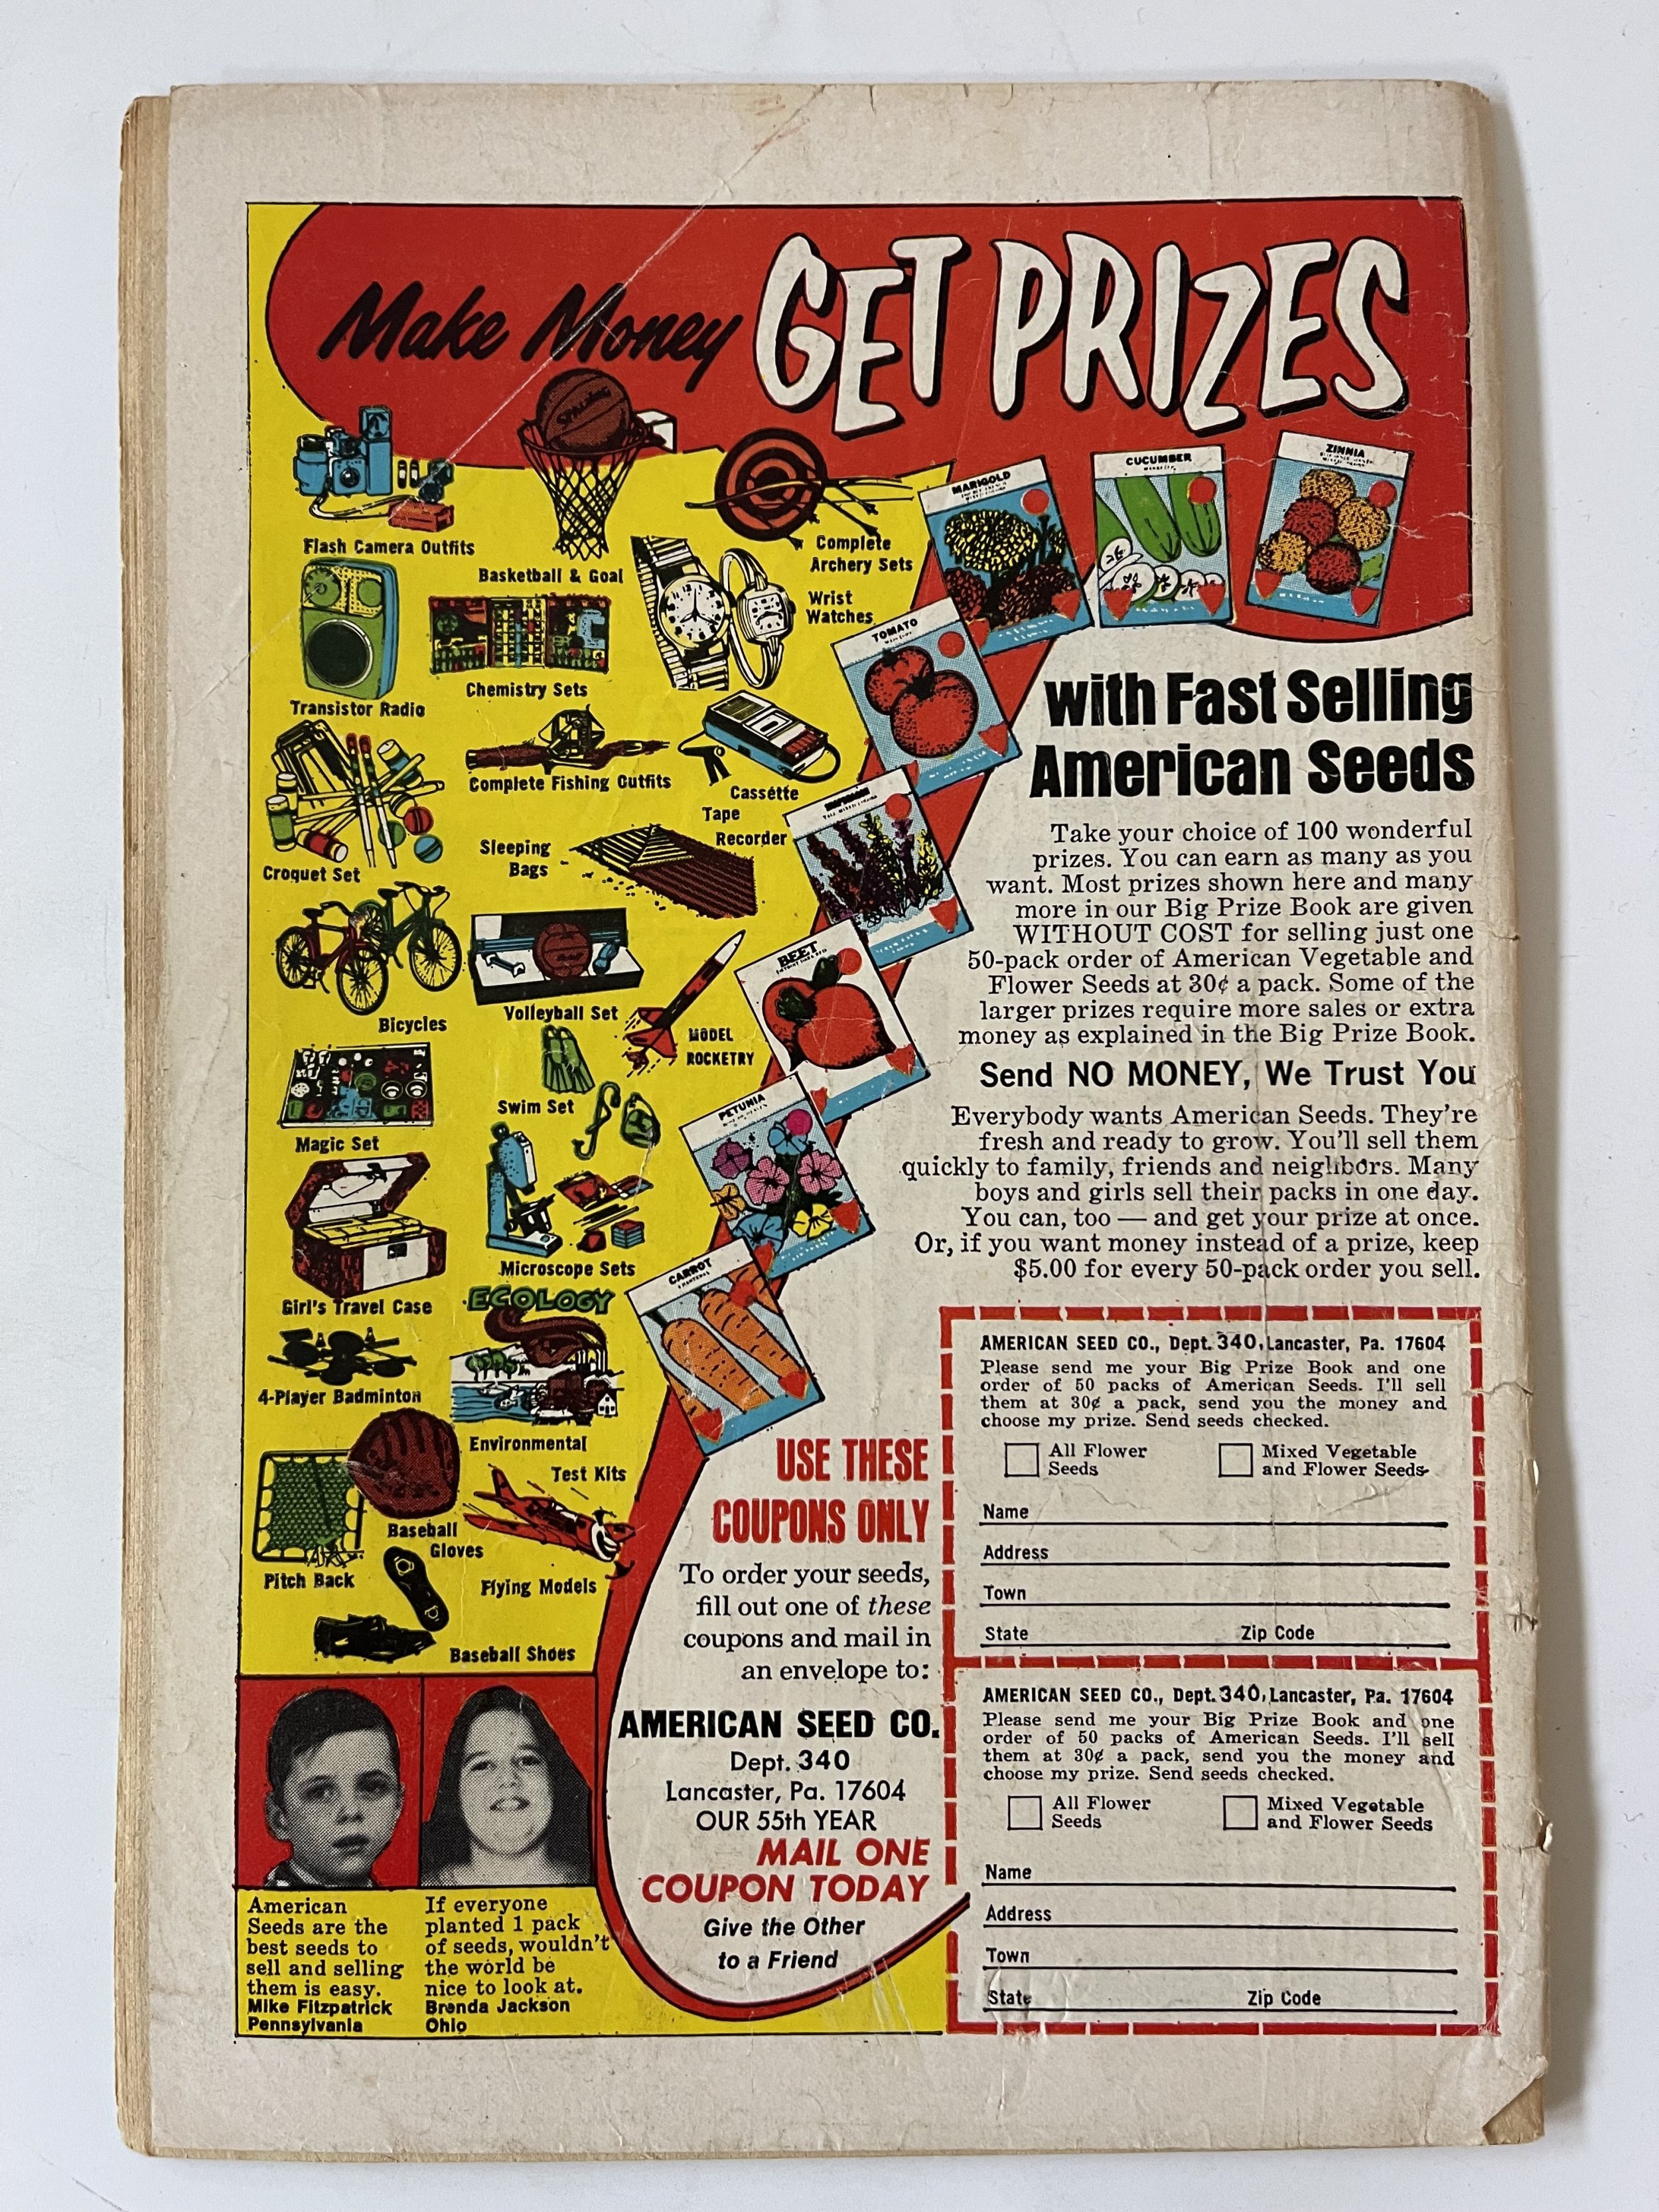 Make Money GET PRIZES
SPALDING
Flash Camera Outfits
Basketball & Goal
Complete
Archery Sets
Wrist
Watches
Transistor Radio
Chemistry Sets
Complete Fishing Outfits
Cassette
Tape
Recorder
Croquet Set
Sleeping
Bags
Bicycles
Volleyball Set
MODEL
ROCKETRY
Magic Set
Swim Set
Girl's Travel Case
Microscope Sets
ECOLOGY
4-Player Badminton
Environmental
Test Kits
Baseball
Gloves
Pitch Back
Flying Models
Baseball Shoes
MARIGOLD
CUCUMBER
ZINNIA
TOMATO
BEET
PETUNIA
CARROT
with Fast Selling
American Seeds
Take your choice of 100 wonderful
prizes. You can earn as many as you
want. Most prizes shown here and many
more in our Big Prize Book are given
WITHOUT COST for selling just one
50-pack order of American Vegetable and
Flower Seeds at 30¢ a pack. Some of the
larger prizes require more sales or extra
money as explained in the Big Prize Book.
Send NO MONEY, We Trust You
Everybody wants American Seeds. They're
fresh and ready to grow. You'll sell them
quickly to family, friends and neighbors. Many
boys and girls sell their packs in one day.
You can, too — and get your prize at once.
Or, if you want money instead of a prize, keep
$5.00 for every 50-pack order you sell.
USE THESE
COUPONS ONLY
To order your seeds,
fill out one of these
coupons and mail in
an envelope to:
AMERICAN SEED CO.
Dept. 340
Lancaster, Pa. 17604
OUR 55th YEAR
MAIL ONE
COUPON TODAY
Give the Other
to a Friend
AMERICAN SEED CO., Dept. 340, Lancaster, Pa. 17604
Please send me your Big Prize Book and one
order of 50 packs of American Seeds. I'll sell
them at 30¢ a pack, send you the money and
choose my prize. Send seeds checked.
All Flower
Seeds
Mixed Vegetable
and Flower Seeds
Name
Address
Town
State Zip Code
AMERICAN SEED CO., Dept. 340, Lancaster, Pa. 17604
Please send me your Big Prize Book and one
order of 50 packs of American Seeds. I'll sell
them at 30¢ a pack, send you the money and
choose my prize. Send seeds checked.
All Flower
Seeds
Mixed Vegetable
and Flower Seeds
Name
Address
Town
State Zip Code
American
Seeds are the
best seeds to
sell and selling
them is easy.
Mike Fitzpatrick
Pennsylvania
If everyone
planted 1 pack
of seeds, wouldn't
the world be
nice to look at.
Brenda Jackson
Ohio